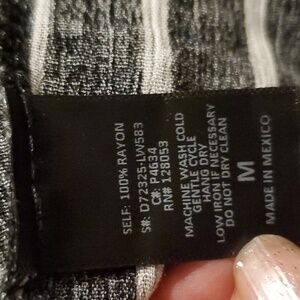 SELF: 100% RAYON
S#: D72325-LW583
C#: P4634
RN# 128053
MACHINE WASH COLD
GENTLE CYCLE
HANG DRY
LOW IRON IF NECESSARY
DO NOT DRY CLEAN
M
MADE IN MEXICO